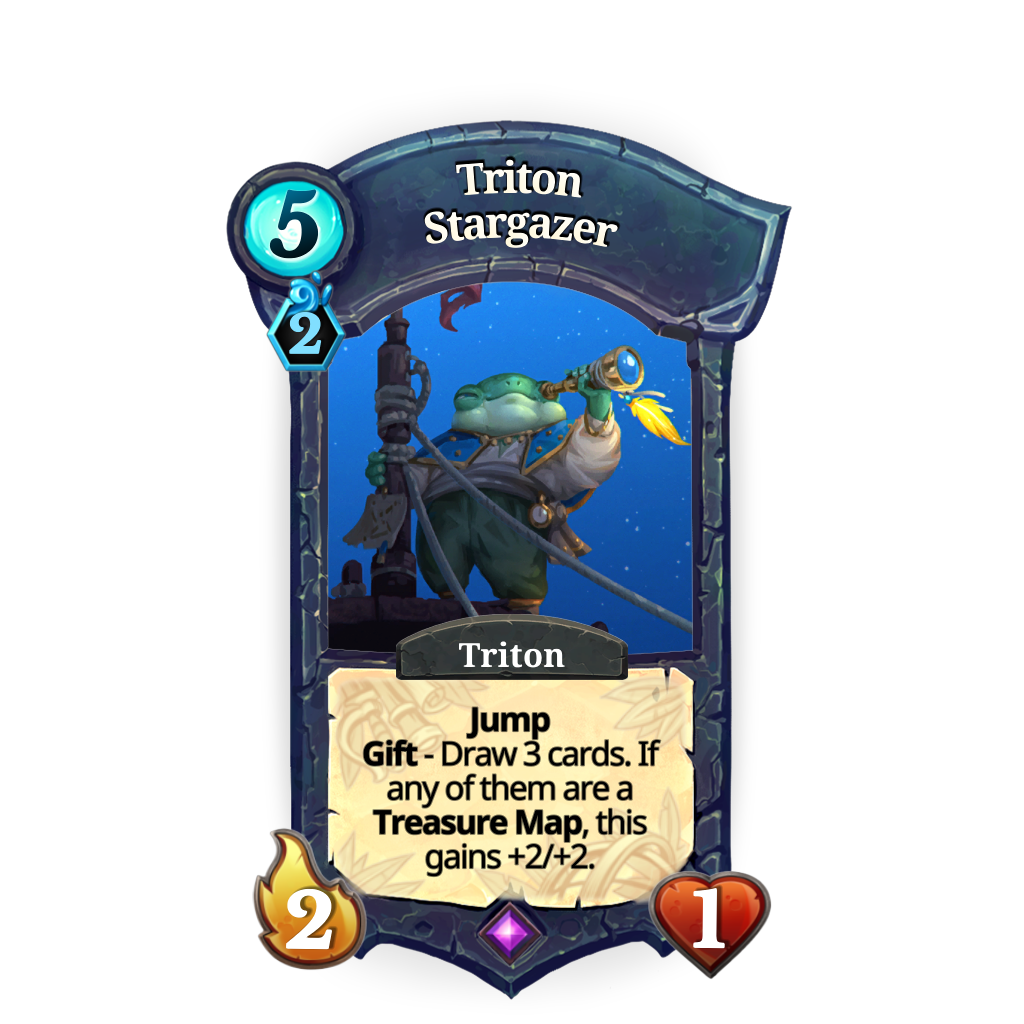 Triton
Stargazer
5
2
Triton
Jump
Gift - Draw 3 cards. If
any of them are a
Treasure Map, this
gains +2/+2.
2
1